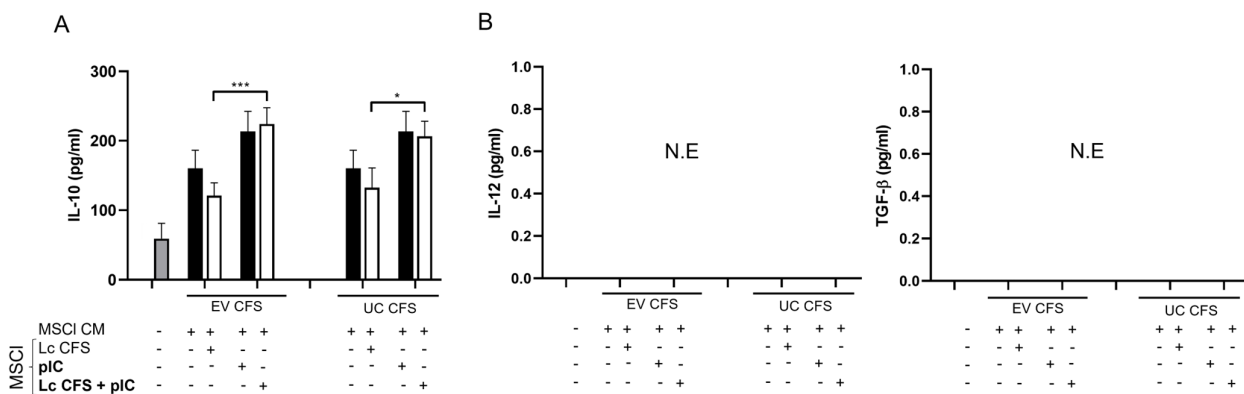 A
B
IL-10 (pg/ml)
300
200
100
0
***
*
EV CFS
UC CFS
MSCI
MSCI CM - + + + + + + + +
Lc CFS - - + - - - + - -
pIC - - - + - - - + -
Lc CFS + pIC - - - - + - - - +
IL-12 (pg/ml)
1.0
0.8
0.6
0.4
0.2
0.0
N.E
EV CFS
UC CFS
- + + + + + + + +
- - + - - - + - -
- - - + - - - + -
- - - - + - - - +
TGF-β (pg/ml)
1.0
0.8
0.6
0.4
0.2
0.0
N.E
EV CFS
UC CFS
- + + + + + + + +
- - + - - - + - -
- - - + - - - + -
- - - - + - - - +